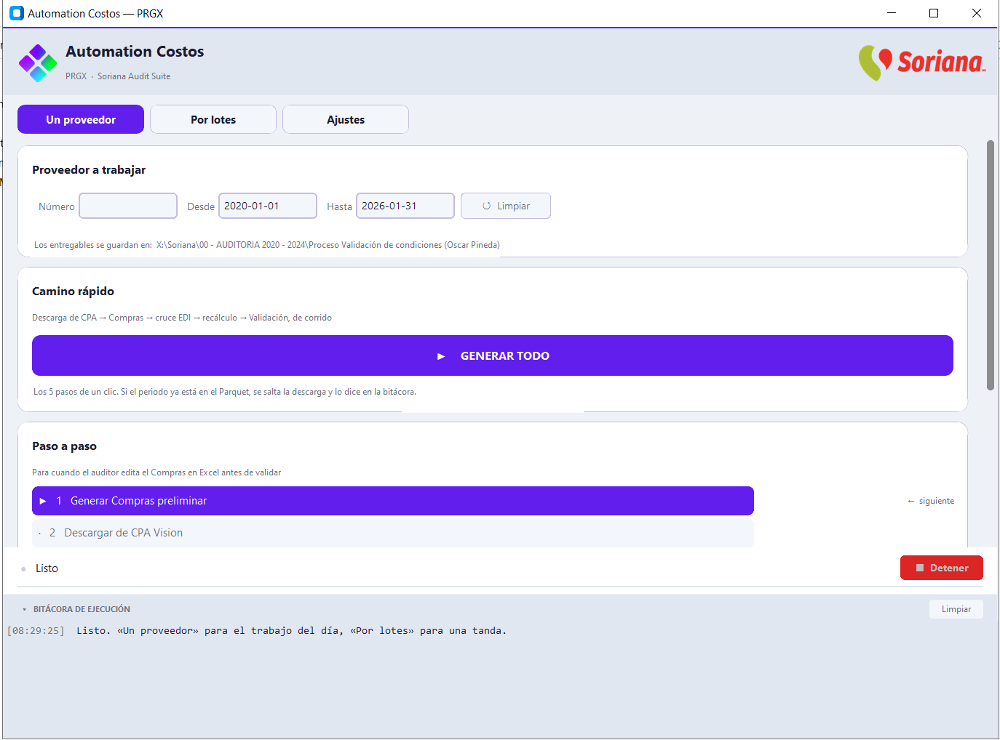 Automation Costos — PRGX
Automation Costos
PRGX · Soriana Audit Suite
Soriana
Un proveedor
Por lotes
Ajustes
Proveedor a trabajar
Número
Desde 2020-01-01
Hasta 2026-01-31
Limpiar
Los entregables se guardan en: X:\Soriana\00 - AUDITORIA 2020 - 2024\Proceso Validación de condiciones (Oscar Pineda)
Camino rápido
Descarga de CPA → Compras → cruce EDI → recálculo → Validación, de corrido
► GENERAR TODO
Los 5 pasos de un clic. Si el periodo ya está en el Parquet, se salta la descarga y lo dice en la bitácora.
Paso a paso
Para cuando el auditor edita el Compras en Excel antes de validar
► 1 Generar Compras preliminar
← siguiente
· 2 Descargar de CPA Vision
Listo
Detener
BITÁCORA DE EJECUCIÓN
Limpiar
[08:29:25] Listo. «Un proveedor» para el trabajo del día, «Por lotes» para una tanda.